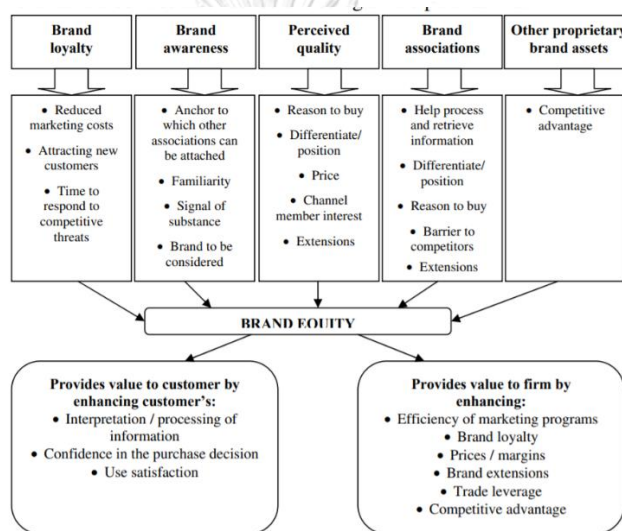 Brand
loyalty
Brand
awareness
Perceived
quality
Brand
associations
Other proprietary
brand assets
• Reduced
marketing costs
• Attracting new
customers
• Time to
respond to
competitive
threats
• Anchor to
which other
associations can
be attached
• Familiarity
• Signal of
substance
• Brand to be
considered
• Reason to buy
• Differentiate/
position
• Price
• Channel
member interest
• Extensions
• Help process
and retrieve
information
• Differentiate/
position
• Reason to buy
• Barrier to
competitors
• Extensions
• Competitive
advantage
BRAND EQUITY
Provides value to customer by
enhancing customer's:
• Interpretation / processing of
information
• Confidence in the purchase decision
• Use satisfaction
Provides value to firm by
enhancing:
• Efficiency of marketing programs
• Brand loyalty
• Prices / margins
• Brand extensions
• Trade leverage
• Competitive advantage